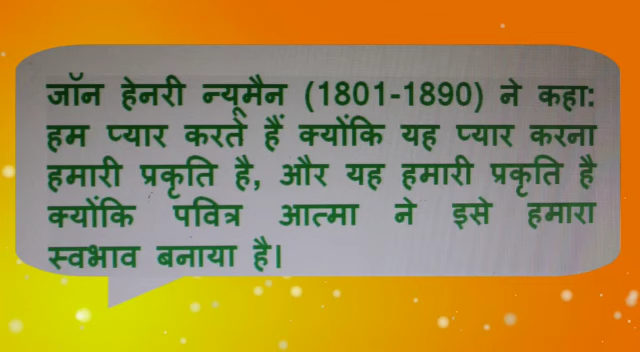 जॉन हेनरी न्यूमैन (1801-1890) ने कहा:
हम प्यार करते हैं क्योंकि यह प्यार करना
हमारी प्रकृति है, और यह हमारी प्रकृति है
क्योंकि पवित्र आत्मा ने इसे हमारा
स्वभाव बनाया है।